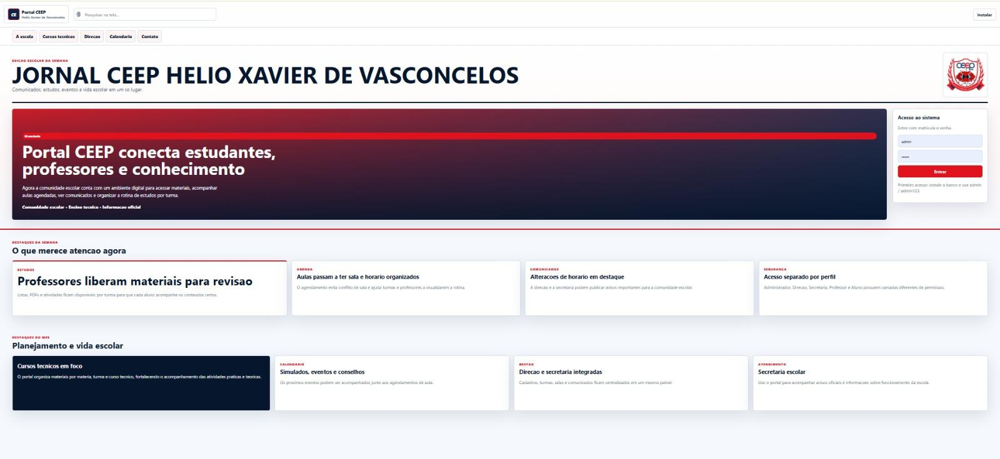 CE
Portal CEEP
Helio Xavier de Vasconcelos
Pesquisar na tela...
Instalar
A escola
Cursos tecnicos
Direcao
Calendario
Contato
EDICAO ESCOLAR DA SEMANA
JORNAL CEEP HELIO XAVIER DE VASCONCELOS
Comunicados, estudos, eventos e vida escolar em um so lugar.
ceep
Manchete
Portal CEEP conecta estudantes,
professores e conhecimento
Agora a comunidade escolar conta com um ambiente digital para acessar materiais, acompanhar
aulas agendadas, ver comunicados e organizar a rotina de estudos por turma.
Comunidade escolar • Ensino tecnico • Informacao oficial
Acesso ao sistema
Entre com matricula e senha.
admin
••••••
Entrar
Primeiro acesso: instale o banco e use admin
/ admin123.
DESTAQUES DA SEMANA
O que merece atencao agora
ESTUDOS
Professores liberam materiais para revisao
Listas, PDFs e atividades ficam disponiveis por turma para que cada aluno acompanhe os conteudos certos.
AGENDA
Aulas passam a ter sala e horario organizados
O agendamento evita conflito de sala e ajuda turmas e professores a visualizarem a rotina.
COMUNICADOS
Alteracoes de horario em destaque
A direcao e a secretaria podem publicar avisos importantes para a comunidade escolar.
SEGURANCA
Acesso separado por perfil
Administrador, Direcao, Secretaria, Professor e Aluno possuem camadas diferentes de permissao.
DESTAQUES DO MES
Planejamento e vida escolar
Cursos tecnicos em foco
O portal organiza materiais por materia, turma e curso tecnico, fortalecendo o acompanhamento das atividades praticas e teoricas.
CALENDARIO
Simulados, eventos e conselhos
Os proximos eventos podem ser acompanhados junto aos agendamentos de aula.
GESTAO
Direcao e secretaria integradas
Cadastros, turmas, salas e comunicados ficam centralizados em um mesmo painel.
ATENDIMENTO
Secretaria escolar
Use o portal para acompanhar avisos oficiais e informacoes sobre funcionamento da escola.